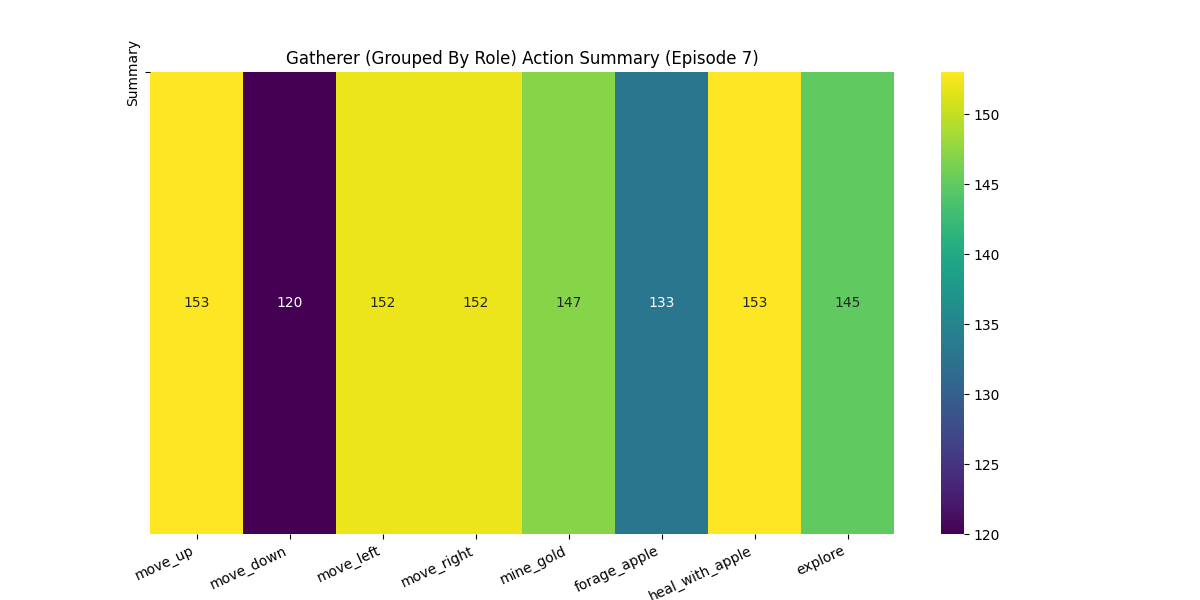 Gatherer (Grouped By Role) Action Summary (Episode 7)
Summary
153 120 152 152 147 133 153 145
move_up move_down move_left move_right mine_gold forage_apple heal_with_apple explore
150
145
140
135
130
125
120